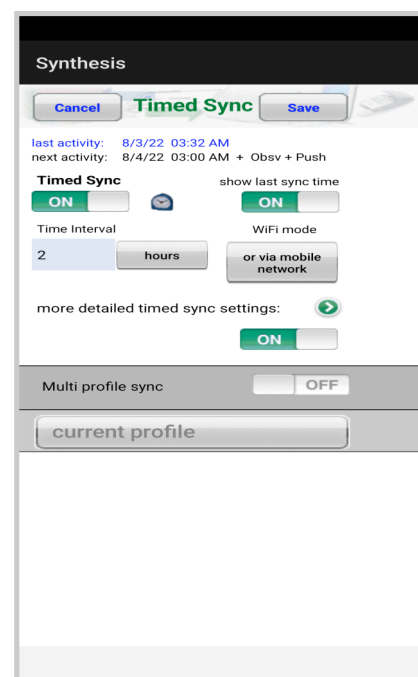 Synthesis
Cancel Timed Sync Save
last activity: 8/3/22 03:32 AM
next activity: 8/4/22 03:00 AM + Obsv + Push
Timed Sync show last sync time
ON ON
Time Interval WiFi mode
2 hours or via mobile
network
more detailed timed sync settings:
ON
Multi profile sync OFF
current profile